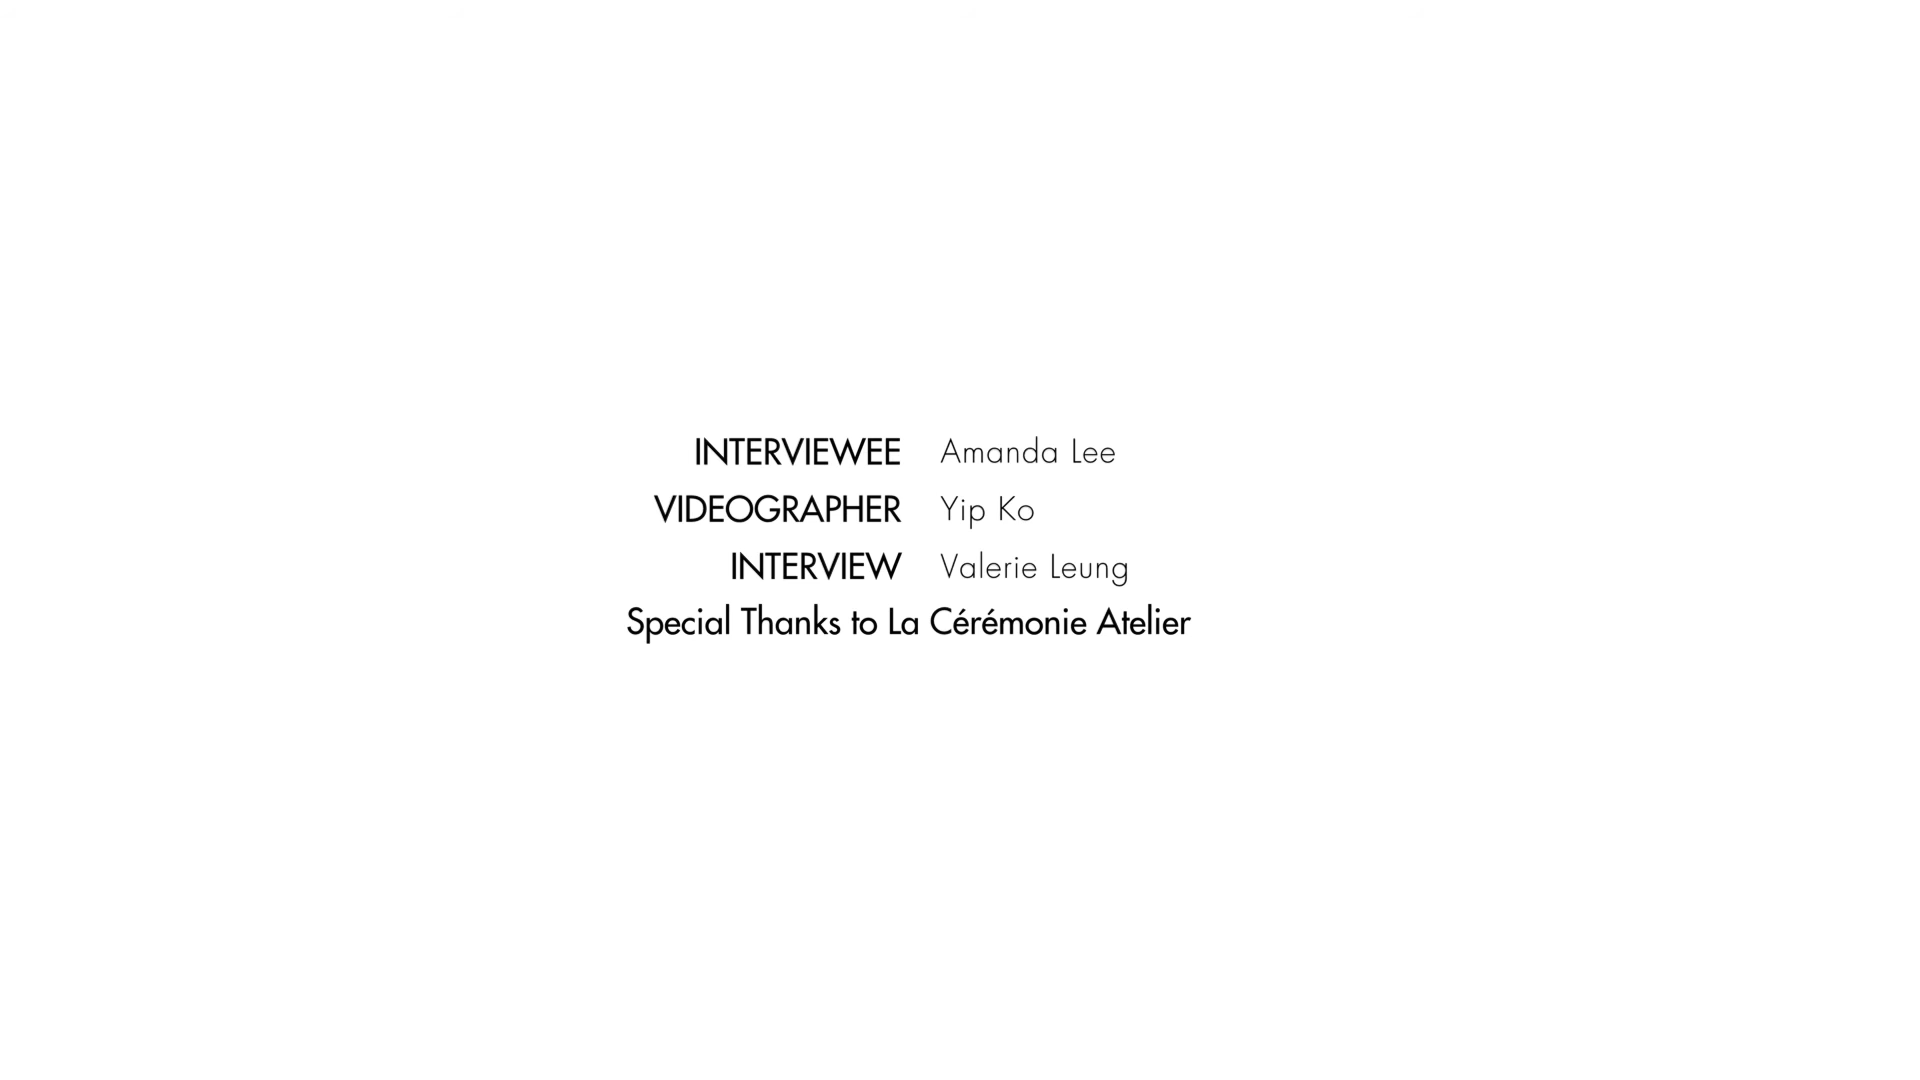 INTERVIEWEE Amanda Lee
VIDEOGRAPHER Yip Ko
INTERVIEW Valerie Leung
Special Thanks to La Cérémonie Atelier